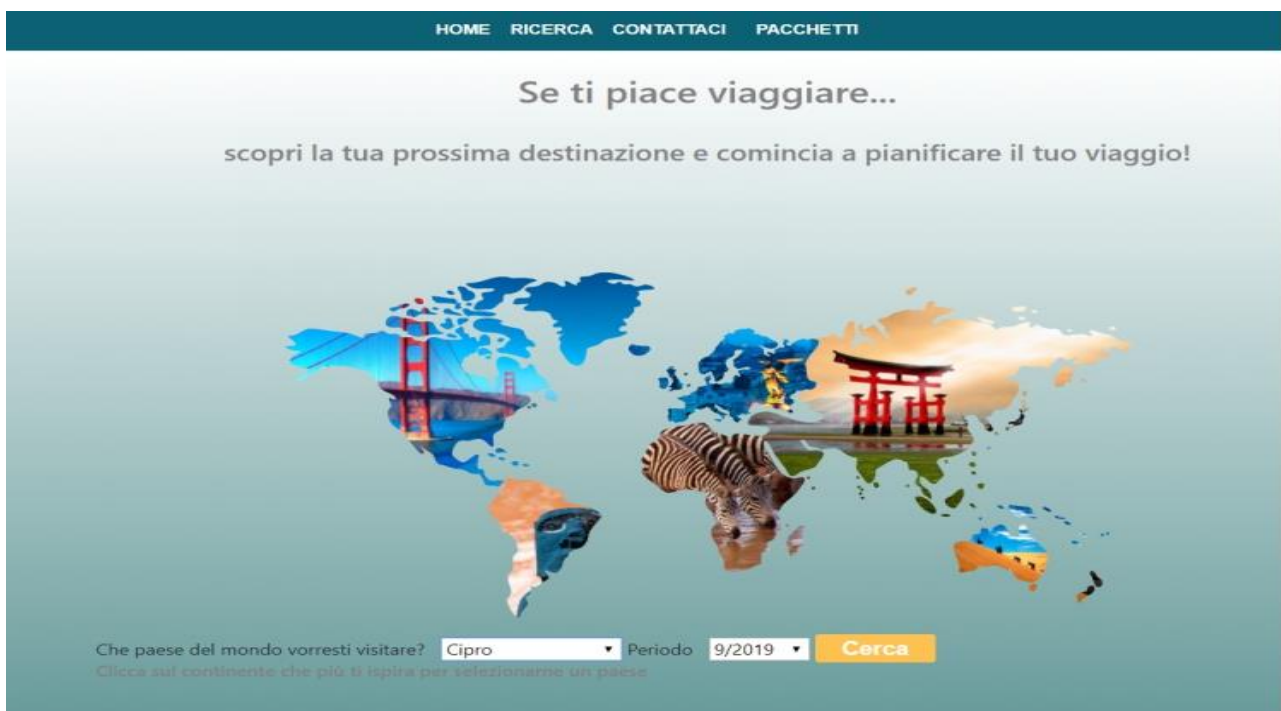 HOME RICERCA CONTATTACI PACCHETTI
Se ti piace viaggiare...
scopri la tua prossima destinazione e comincia a pianificare il tuo viaggio!
Che paese del mondo vorresti visitare? Cipro Periodo 9/2019 Cerca
Clicca sul continente che più ti ispira per selezionarne un paese